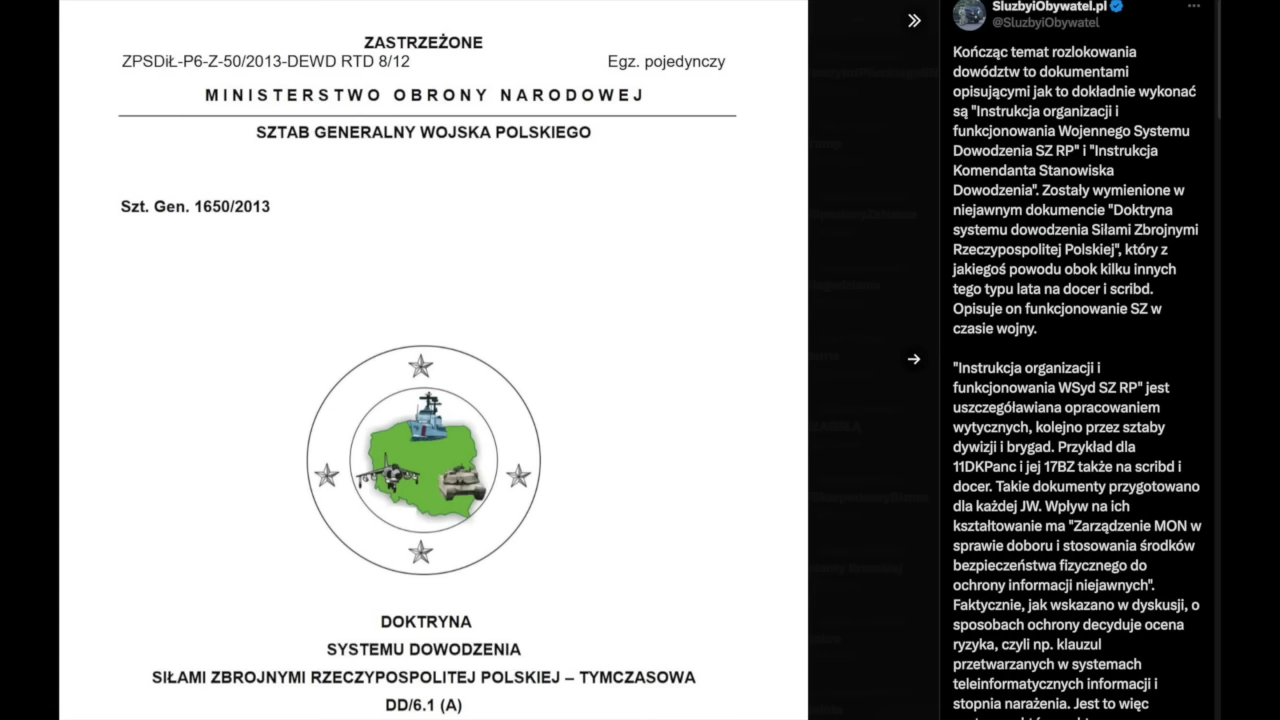 ZASTRZEŻONE
ZPSDiŁ-P6-Z-50/2013-DEWD RTD 8/12 Egz. pojedynczy
MINISTERSTWO OBRONY NARODOWEJ
SZTAB GENERALNY WOJSKA POLSKIEGO
Szt. Gen. 1650/2013
DOKTRYNA
SYSTEMU DOWODZENIA
SIŁAMI ZBROJNYMI RZECZYPOSPOLITEJ POLSKIEJ – TYMCZASOWA
DD/6.1 (A)
SluzbyiObywatel.pl
@SluzbyiObywatel
Kończąc temat rozlokowania
dowództw to dokumentami
opisującymi jak to dokładnie wykonać
są "Instrukcja organizacji i
funkcjonowania Wojennego Systemu
Dowodzenia SZ RP" i "Instrukcja
Komendanta Stanowiska
Dowodzenia". Zostały wymienione w
niejawnym dokumencie "Doktryna
systemu dowodzenia Siłami Zbrojnymi
Rzeczypospolitej Polskiej", który z
jakiegoś powodu obok kilku innych
tego typu lata na docer i scribd.
Opisuje on funkcjonowanie SZ w
czasie wojny.
"Instrukcja organizacji i
funkcjonowania WSyd SZ RP" jest
uszczegóławiana opracowaniem
wytycznych, kolejno przez sztaby
dywizji i brygad. Przykład dla
11DKPanc i jej 17BZ także na scribd i
docer. Takie dokumenty przygotowano
dla każdej JW. Wpływ na ich
kształtowanie ma "Zarządzenie MON w
sprawie doboru i stosowania środków
bezpieczeństwa fizycznego do
ochrony informacji niejawnych".
Faktycznie, jak wskazano w dyskusji, o
sposobach ochrony decyduje ocena
ryzyka, czyli np. klauzul
przetwarzanych w systemach
teleinformatycznych informacji i
stopnia narażenia. Jest to więc